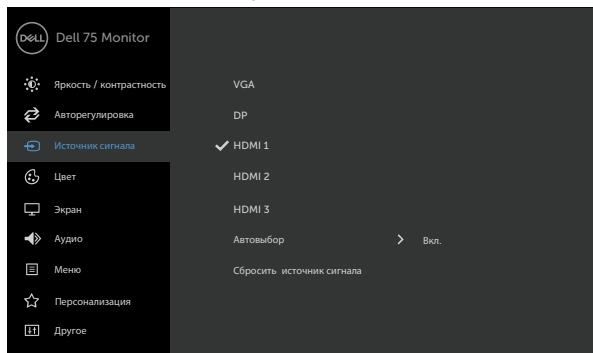 DELL
Dell 75 Monitor
Яркость / контрастность
Авторегулировка
Источник сигнала
Цвет
Экран
Аудио
Меню
Персонализация
Другое
VGA
DP
HDMI 1
HDMI 2
HDMI 3
Автовыбор Вкл.
Сбросить источник сигнала